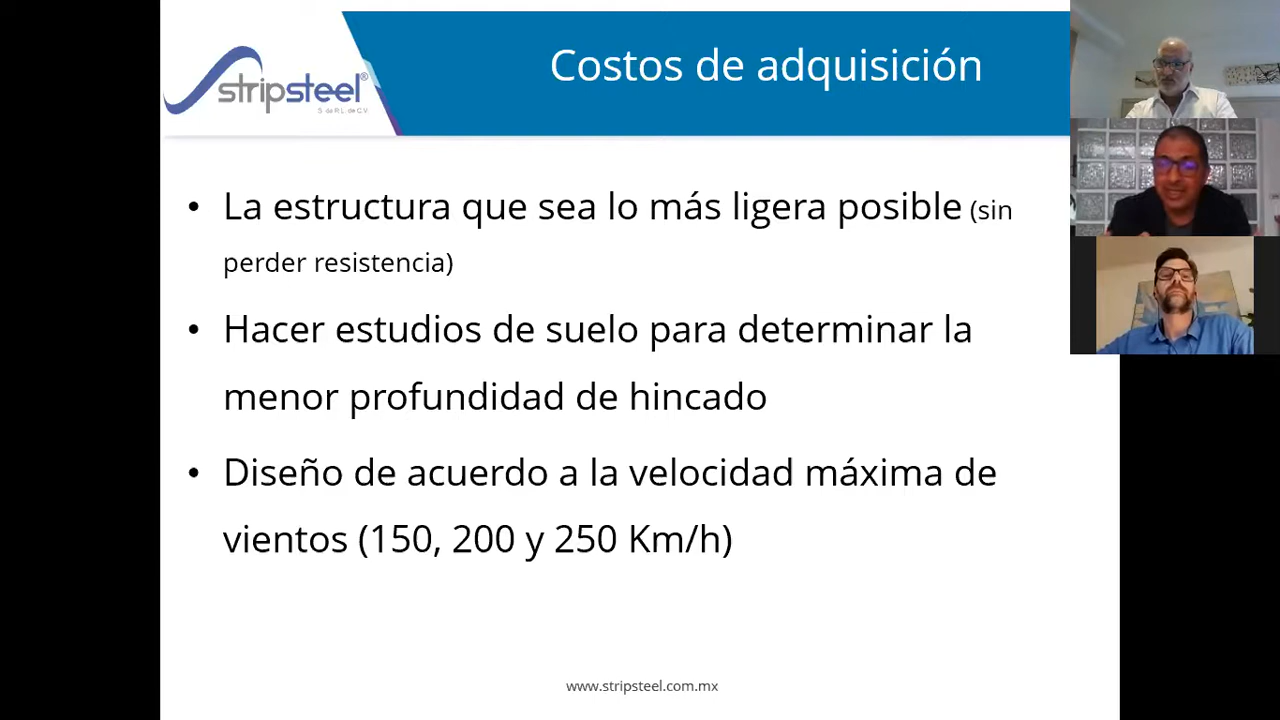 stripsteel®
S. de R.L. de C.V.
Costos de adquisición
• La estructura que sea lo más ligera posible (sin
perder resistencia)
• Hacer estudios de suelo para determinar la
menor profundidad de hincado
• Diseño de acuerdo a la velocidad máxima de
vientos (150, 200 y 250 Km/h)
www.stripsteel.com.mx